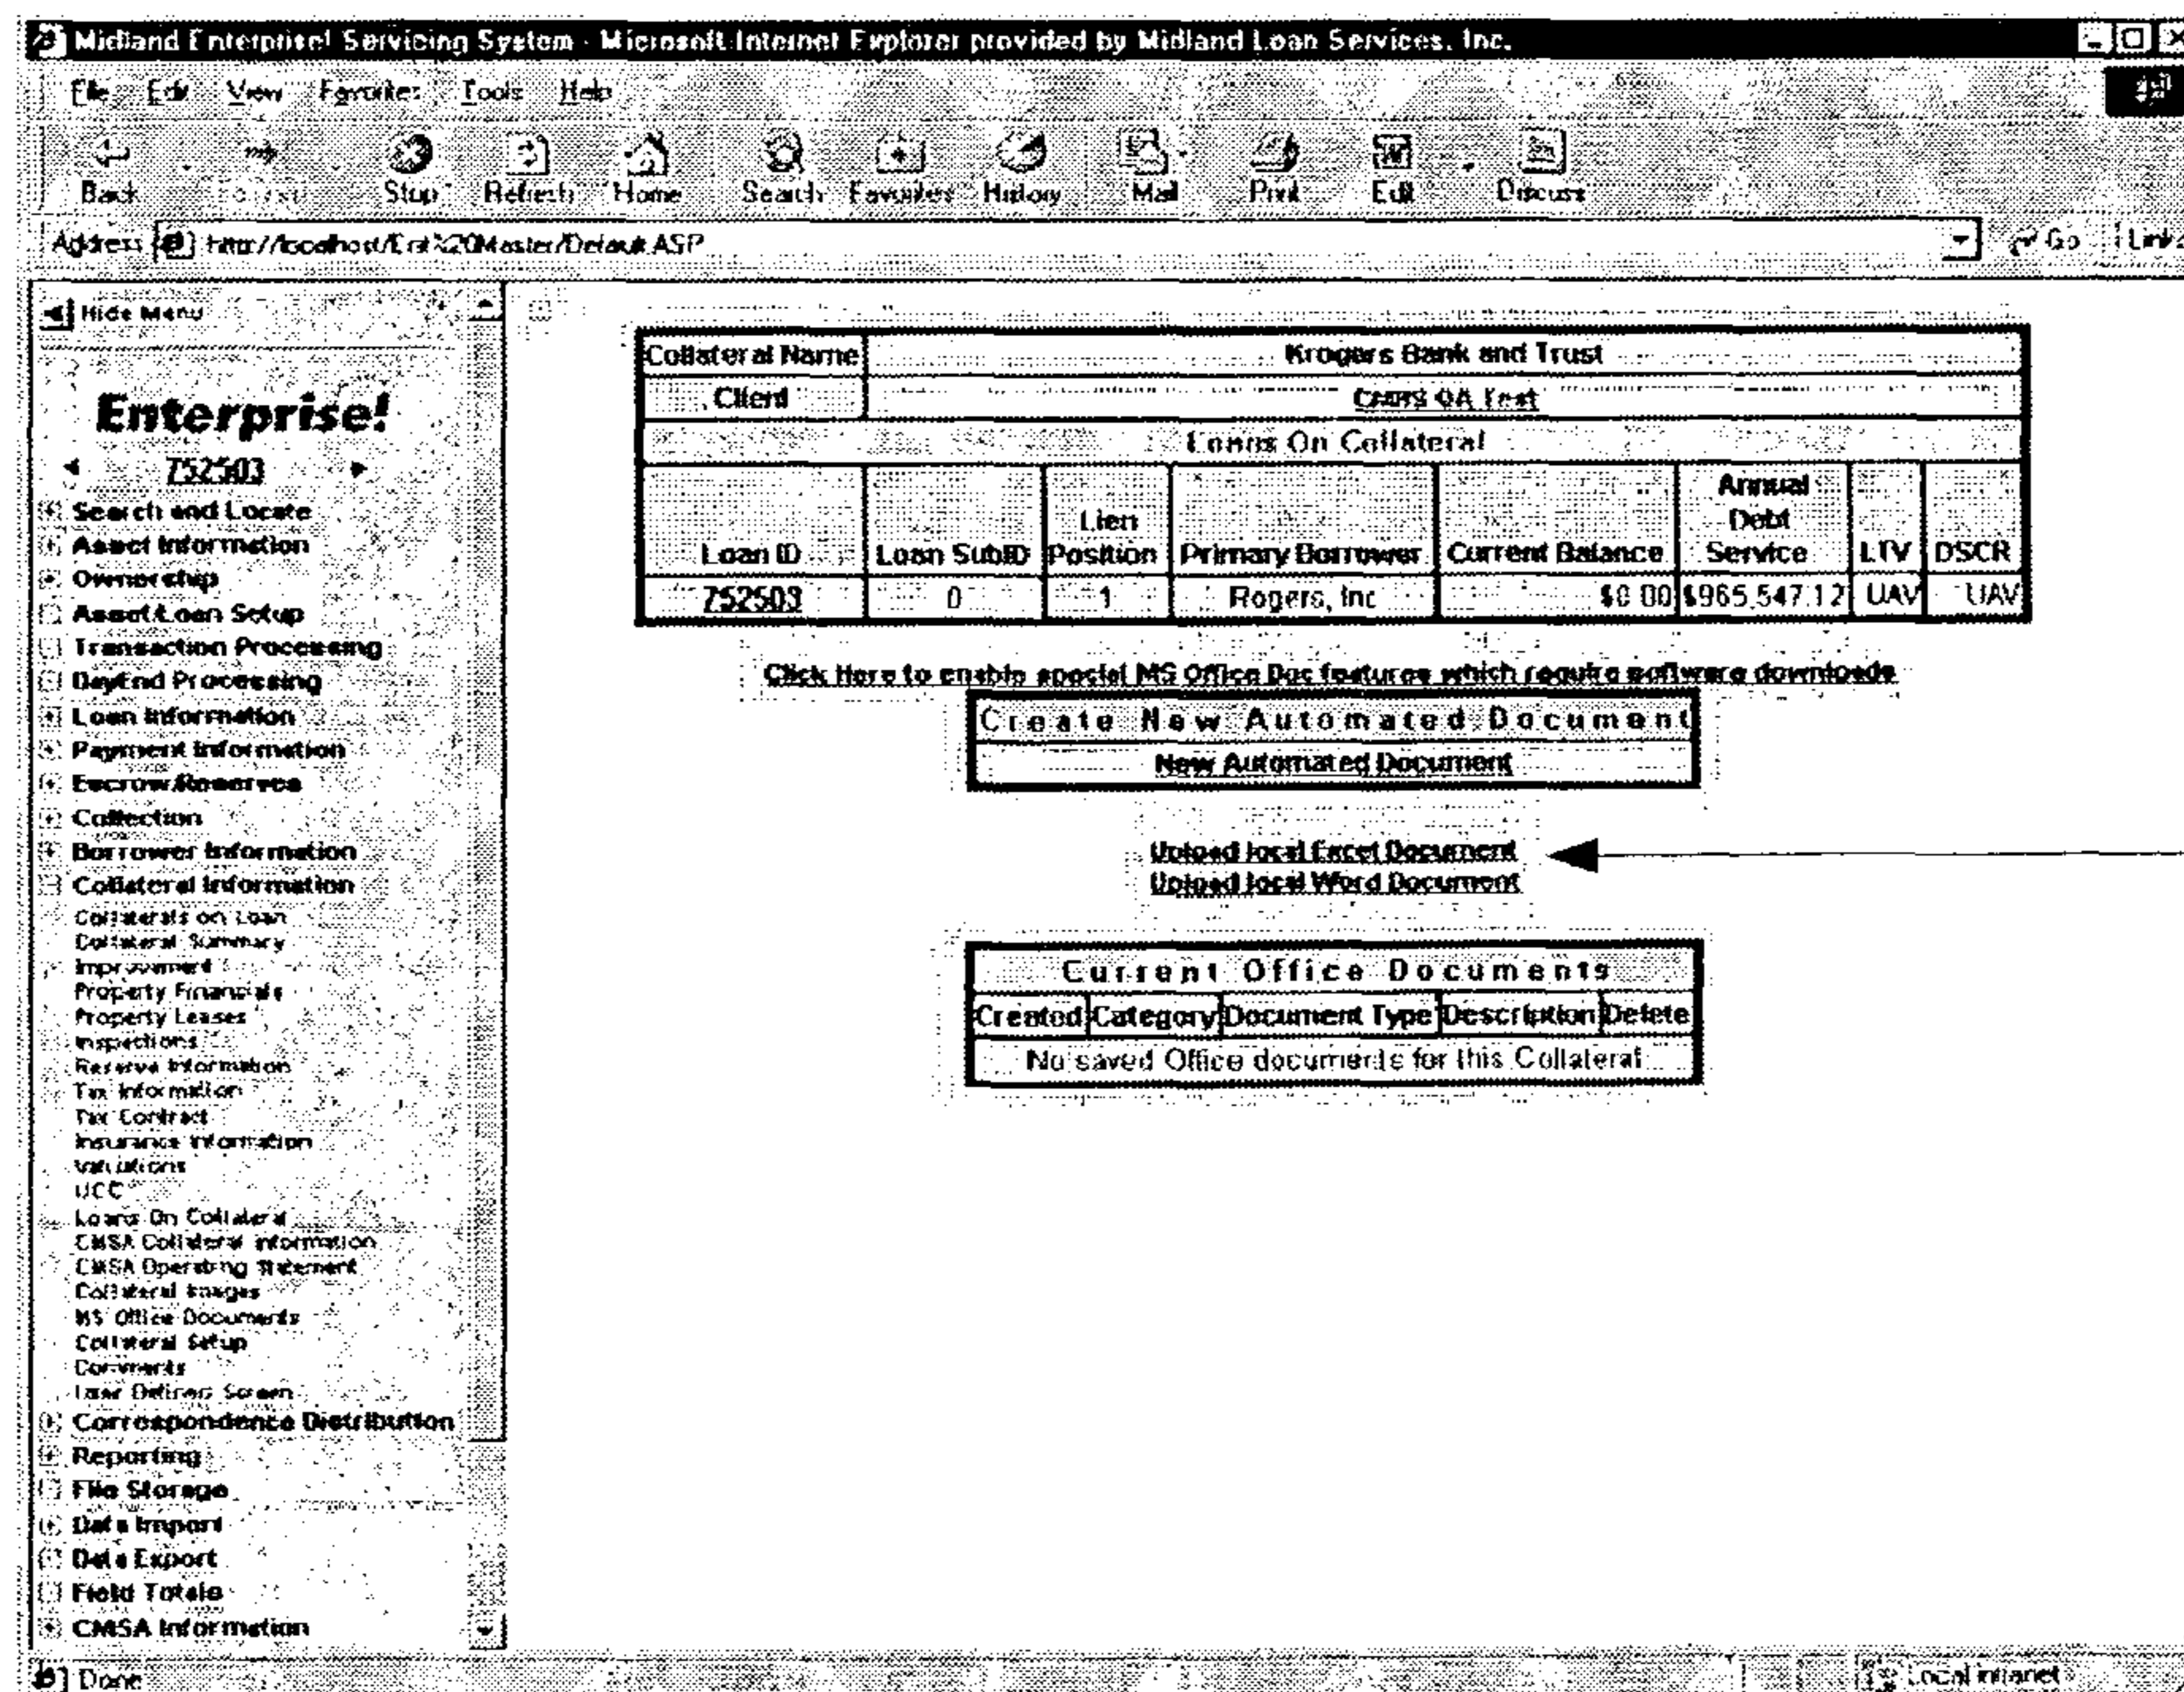 Midland Enterprise! Servicing System - Microsoft Internet Explorer provided by Midland Loan Services, Inc.
File Edit View Favorites Tools Help
Back Stop Refresh Home Search Favorites History Mail Print Edit Discuss
Address http://localhost/ Master/Default.ASP Go Links
Hide Menu
Enterprise!
752503
Search and Locate
Asset Information
Ownership
Asset/Loan Setup
Transaction Processing
DayEnd Processing
Loan Information
Payment Information
Escrow/Reserves
Collection
Borrower Information
Collateral Information
Collaterals on Loan
Collateral Summary
Improvement
Property Financials
Property Leases
Inspections
Reserve Information
Tax Information
Tax Contract
Insurance Information
Valuations
UCC
Loans On Collateral
CMSA Collateral Information
CMSA Operating Statement
Collateral Images
MS Office Documents
Collateral Setup
Comments
User Defined Screen
Correspondence Distribution
Reporting
File Storage
Data Import
Data Export
Field Totals
CMSA Information
Collateral Name Krogers Bank and Trust
Client CMBS QA Test
Loans On Collateral
Loan ID Loan SubID Lien Position Primary Borrower Current Balance Annual Debt Service LTV DSCR
752503 0 1 Rogers, Inc $0.00 $965,547.12 UAV UAV
Click Here to enable special MS Office Doc features which require software downloads
Create New Automated Document
New Automated Document
Upload local Excel Document
Upload local Word Document
Current Office Documents
Created Category Document Type Description Delete
No saved Office documents for this Collateral
Done Local intranet